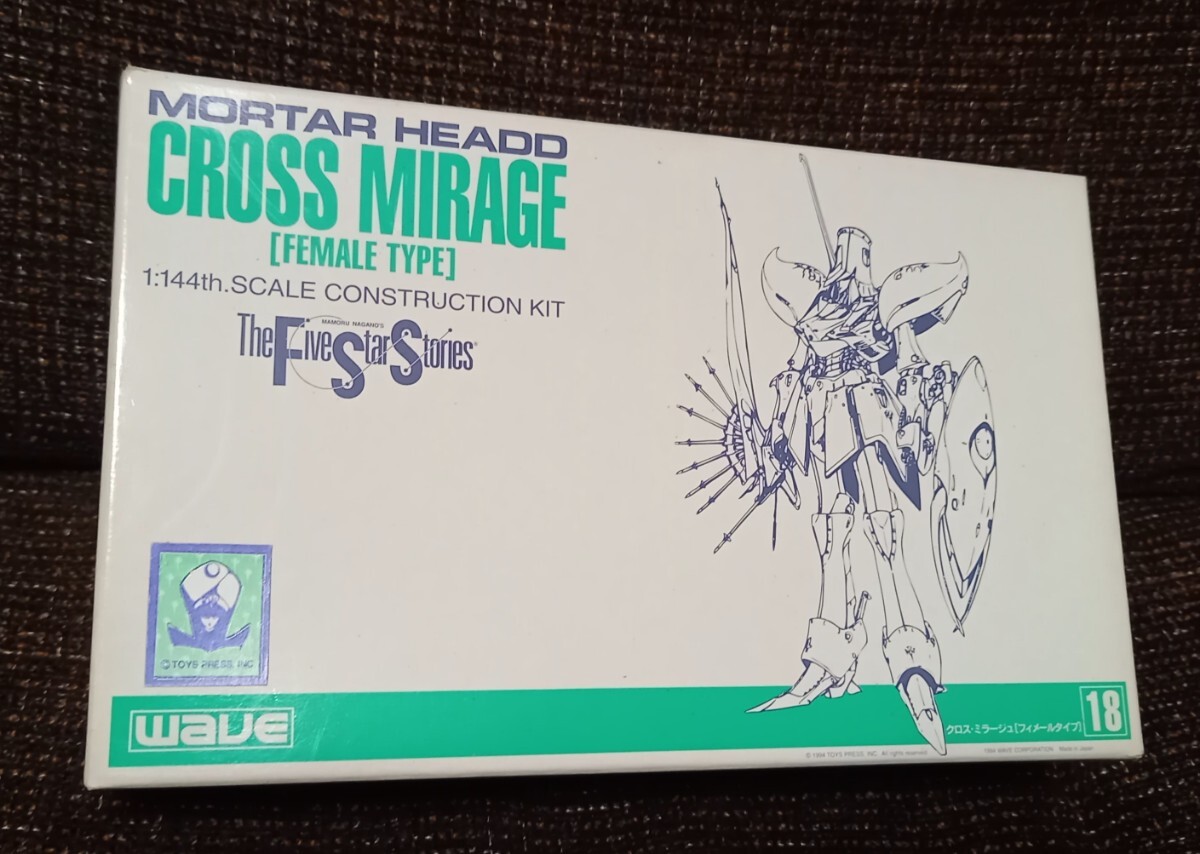 MORTAR HEADD
CROSS MIRAGE
[FEMALE TYPE]
1:144th.SCALE CONSTRUCTION KIT
MAMORU NAGANO'S
The Five Star Stories
© TOYS PRESS, INC
wave
クロス・ミラージュ[フィメールタイプ]
18
© 1994 TOYS PRESS, INC. All rights reserved.
1994 WAVE CORPORATION Made in Japan